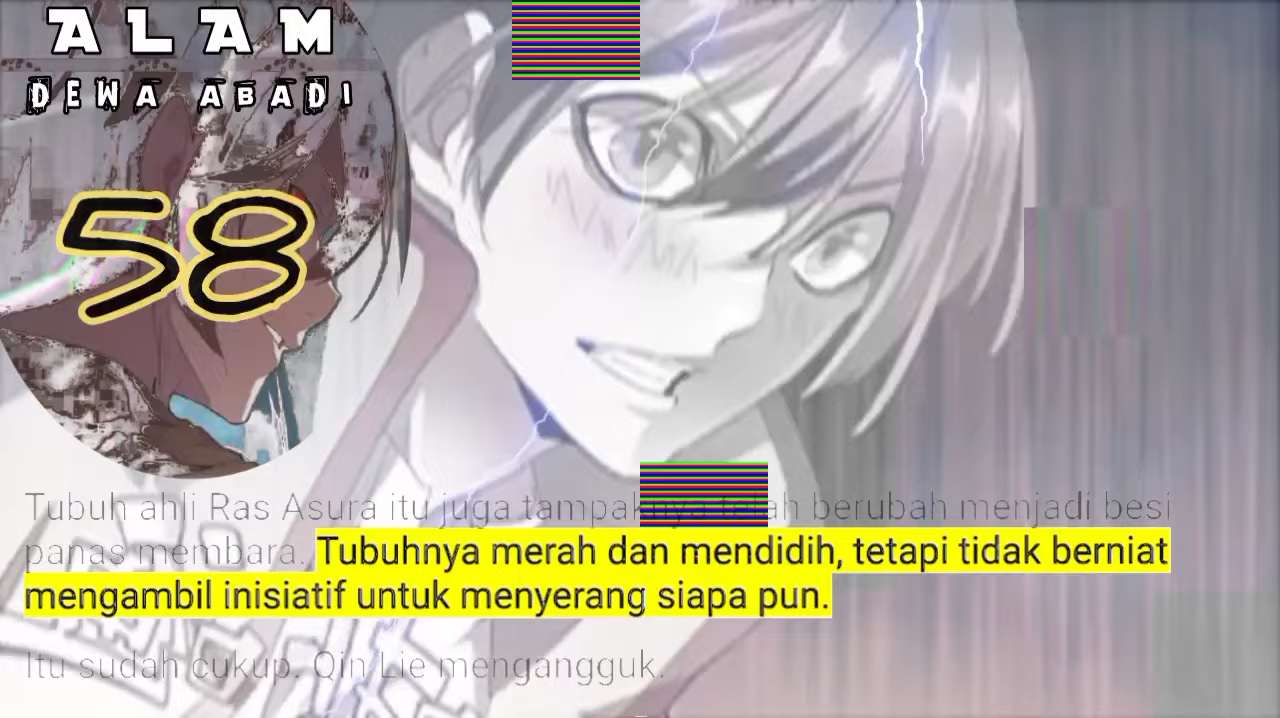 ALAM
DEWA ABADI
58
Tubuh ahli Ras Asura itu juga tampaknya telah berubah menjadi besi
panas membara. Tubuhnya merah dan mendidih, tetapi tidak berniat
mengambil inisiatif untuk menyerang siapa pun.
Itu sudah cukup. Qin Lie mengangguk.